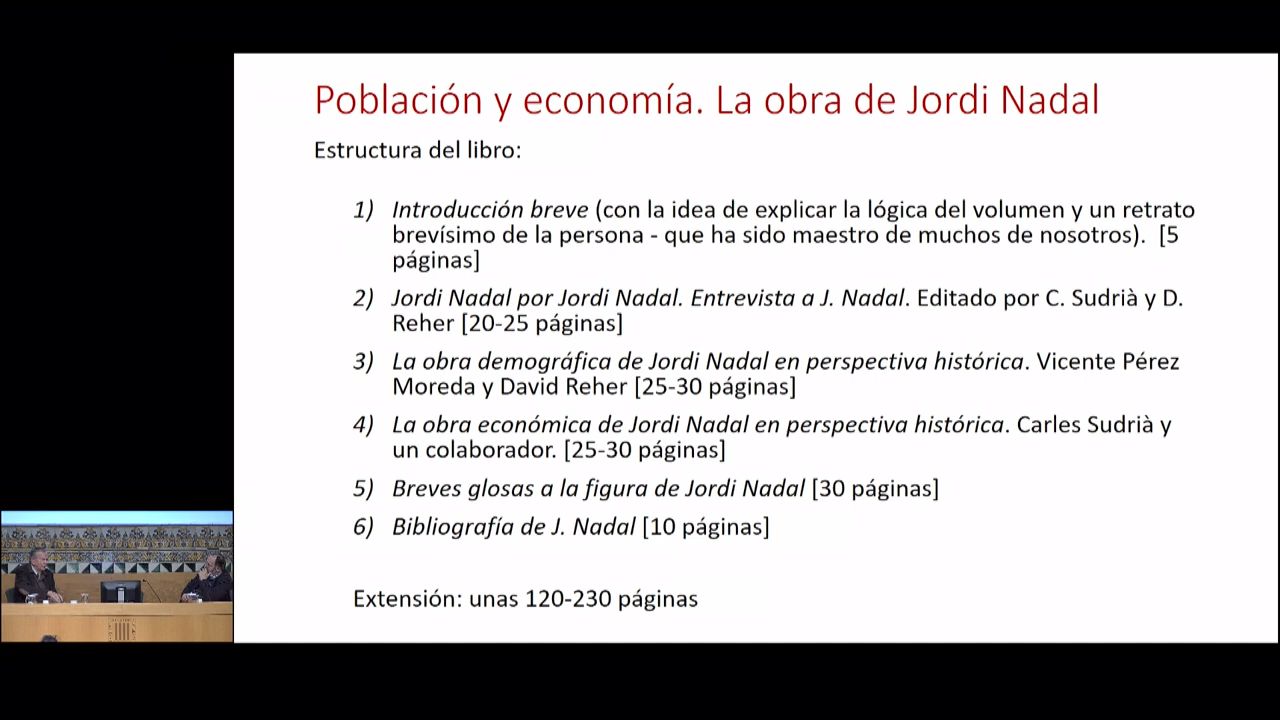 Población y economía. La obra de Jordi Nadal
Estructura del libro:
1) Introducción breve (con la idea de explicar la lógica del volumen y un retrato
brevísimo de la persona - que ha sido maestro de muchos de nosotros). [5
páginas]
2) Jordi Nadal por Jordi Nadal. Entrevista a J. Nadal. Editado por C. Sudrià y D.
Reher [20-25 páginas]
3) La obra demográfica de Jordi Nadal en perspectiva histórica. Vicente Pérez
Moreda y David Reher [25-30 páginas]
4) La obra económica de Jordi Nadal en perspectiva histórica. Carles Sudrià y
un colaborador. [25-30 páginas]
5) Breves glosas a la figura de Jordi Nadal [30 páginas]
6) Bibliografía de J. Nadal [10 páginas]
Extensión: unas 120-230 páginas